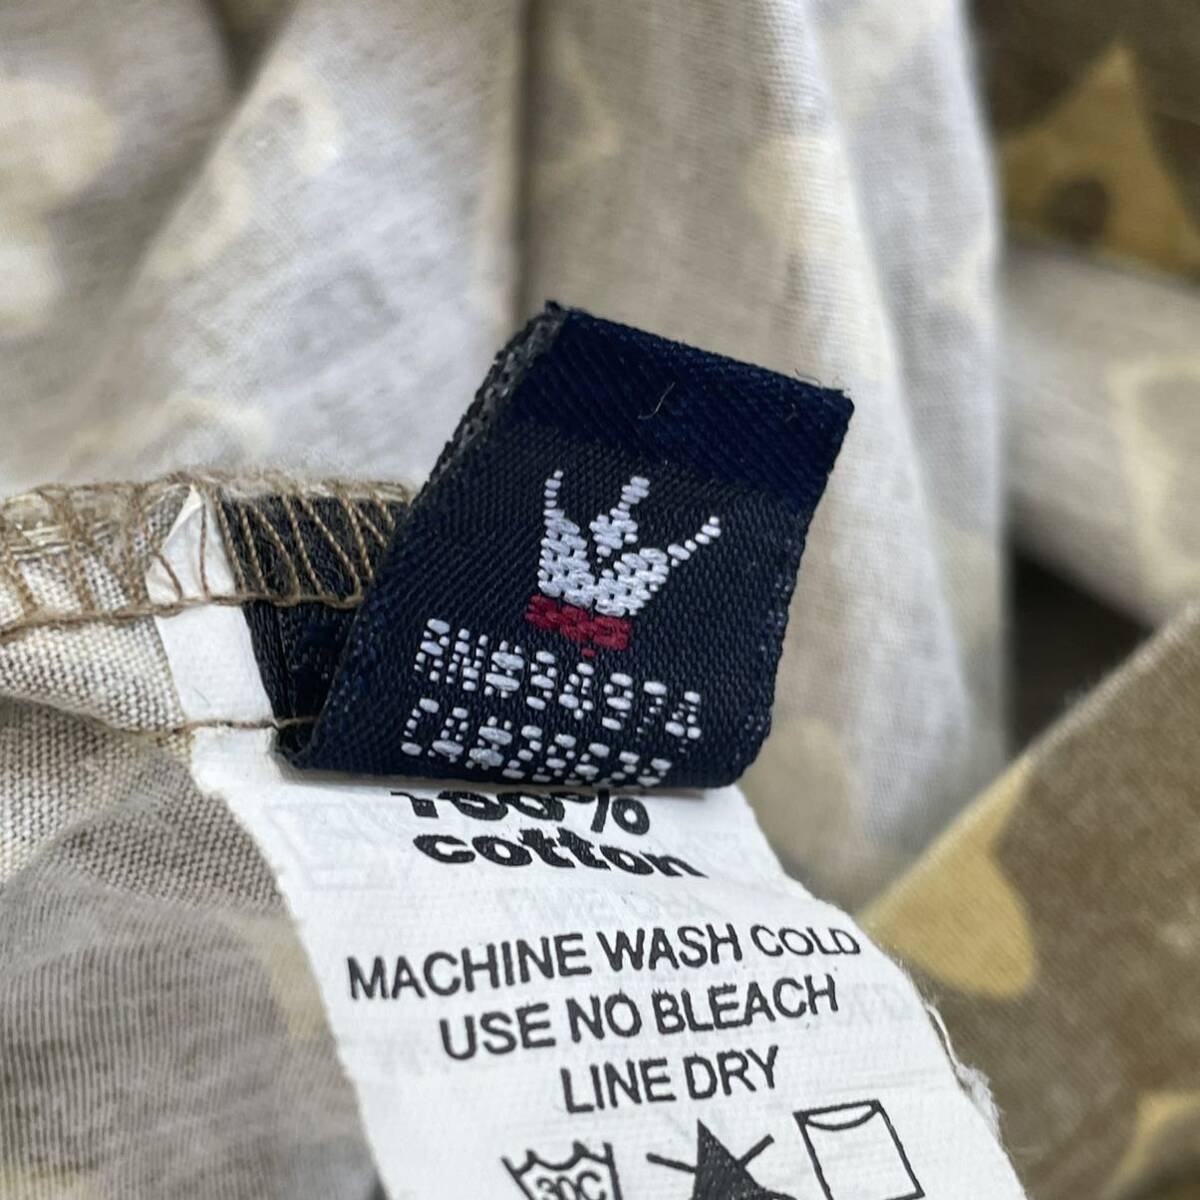 100%
cotton
MACHINE WASH COLD
USE NO BLEACH
LINE DRY
30C